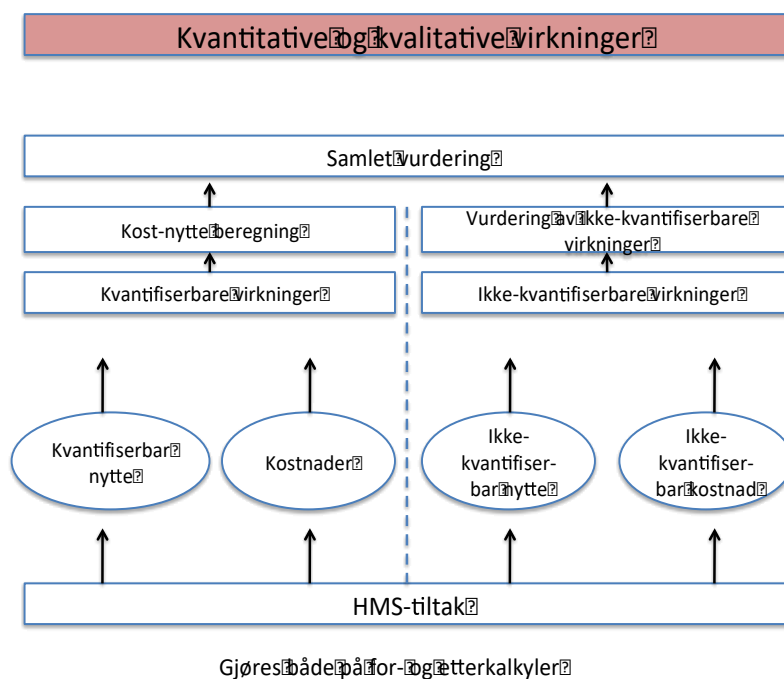 Kvantitative og kvalitative virkninger
Samlet vurdering
Kost-nytte beregning
Vurdering av Ikke-kvantifiserbare
virkninger
Kvantifiserbare virkninger
Ikke-kvantifiserbare virkninger
Kvantifiserbar
nytte
Kostnader
Ikke-
kvantifiser-
bar nytte
Ikke-
kvantifiser-
bar kostnad
HMS-tiltak
Gjøres både på for- og etterkalkyler